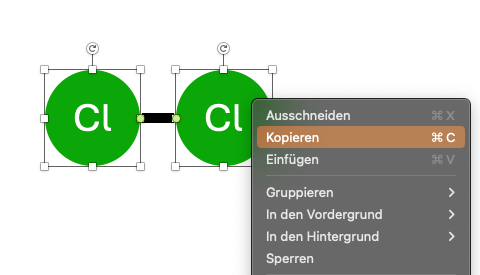 Cl Cl
Ausschneiden ⌘ X
Kopieren ⌘ C
Einfügen ⌘ V
Gruppieren
In den Vordergrund
In den Hintergrund
Sperren